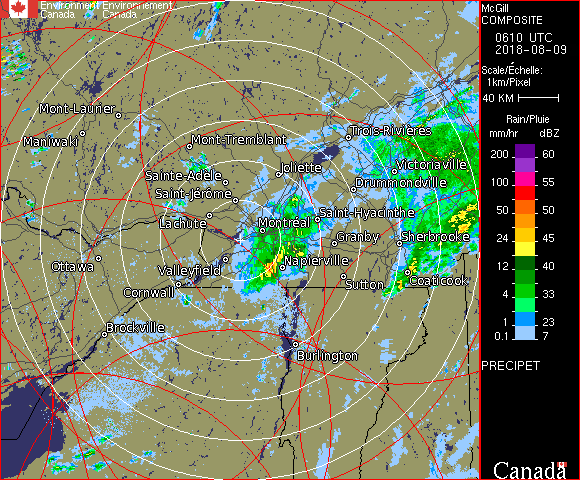 Environment Environnement
Canada Canada
Mont-Laurier
Maniwaki
Mont-Tremblant
Trois-Rivières
Sainte-Adèle
Joliette
Victoriaville
Saint-Jérôme
Drummondville
Lachute
Montréal
Saint-Hyacinthe
Granby
Sherbrooke
Ottawa
Valleyfield
Napierville
Cornwall
Sutton
Coaticook
Brockville
Burlington
McGill
COMPOSITE
0610 UTC
2018-08-09
Scale/Échelle:
1km/Pixel
40 KM
Rain/Pluie
mm/hr dBZ
200 60
150 57
100 55
50 50
24 45
12 40
4 33
1 23
0.1 7
PRECIPET
Canada